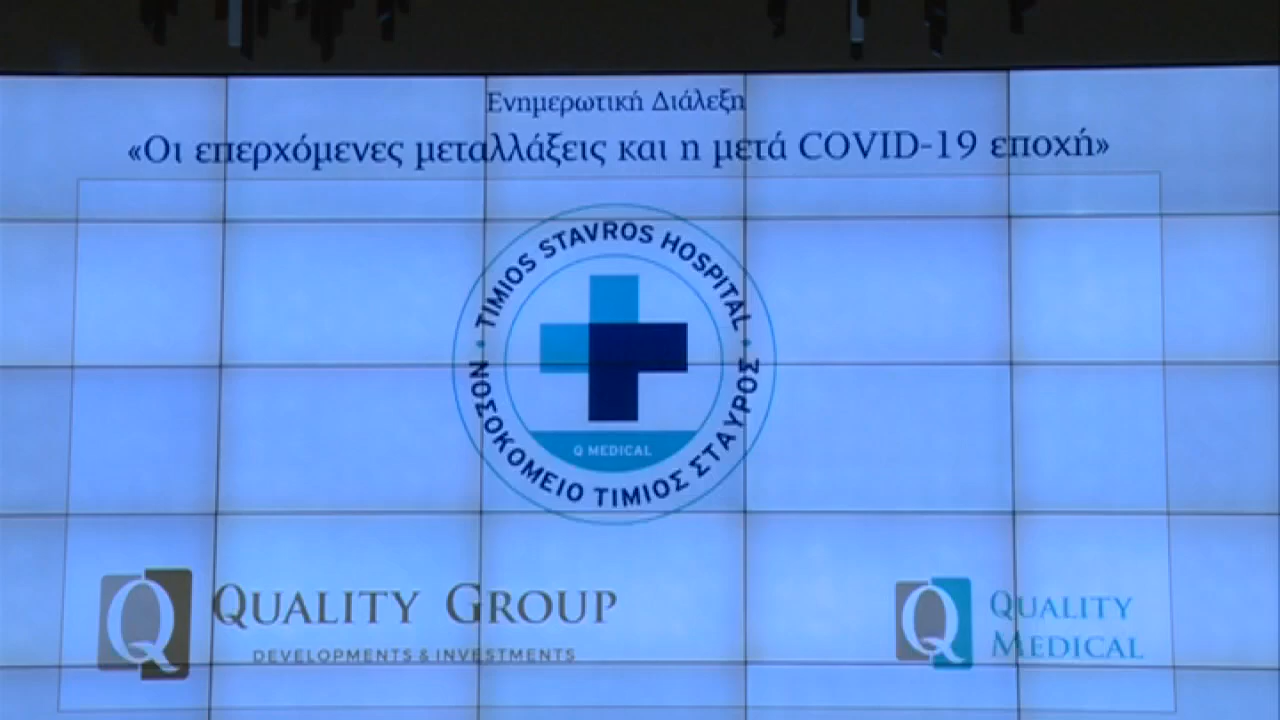 Ενημερωτική Διάλεξη
«Οι επερχόμενες μεταλλάξεις και η μετά COVID-19 εποχή»
TIMIOS STAVROS HOSPITAL
Q MEDICAL
ΝΟΣΟΚΟΜΕΙΟ ΤΙΜΙΟΣ ΣΤΑΥΡΟΣ
Q QUALITY GROUP
DEVELOPMENTS & INVESTMENTS
Q QUALITY
MEDICAL